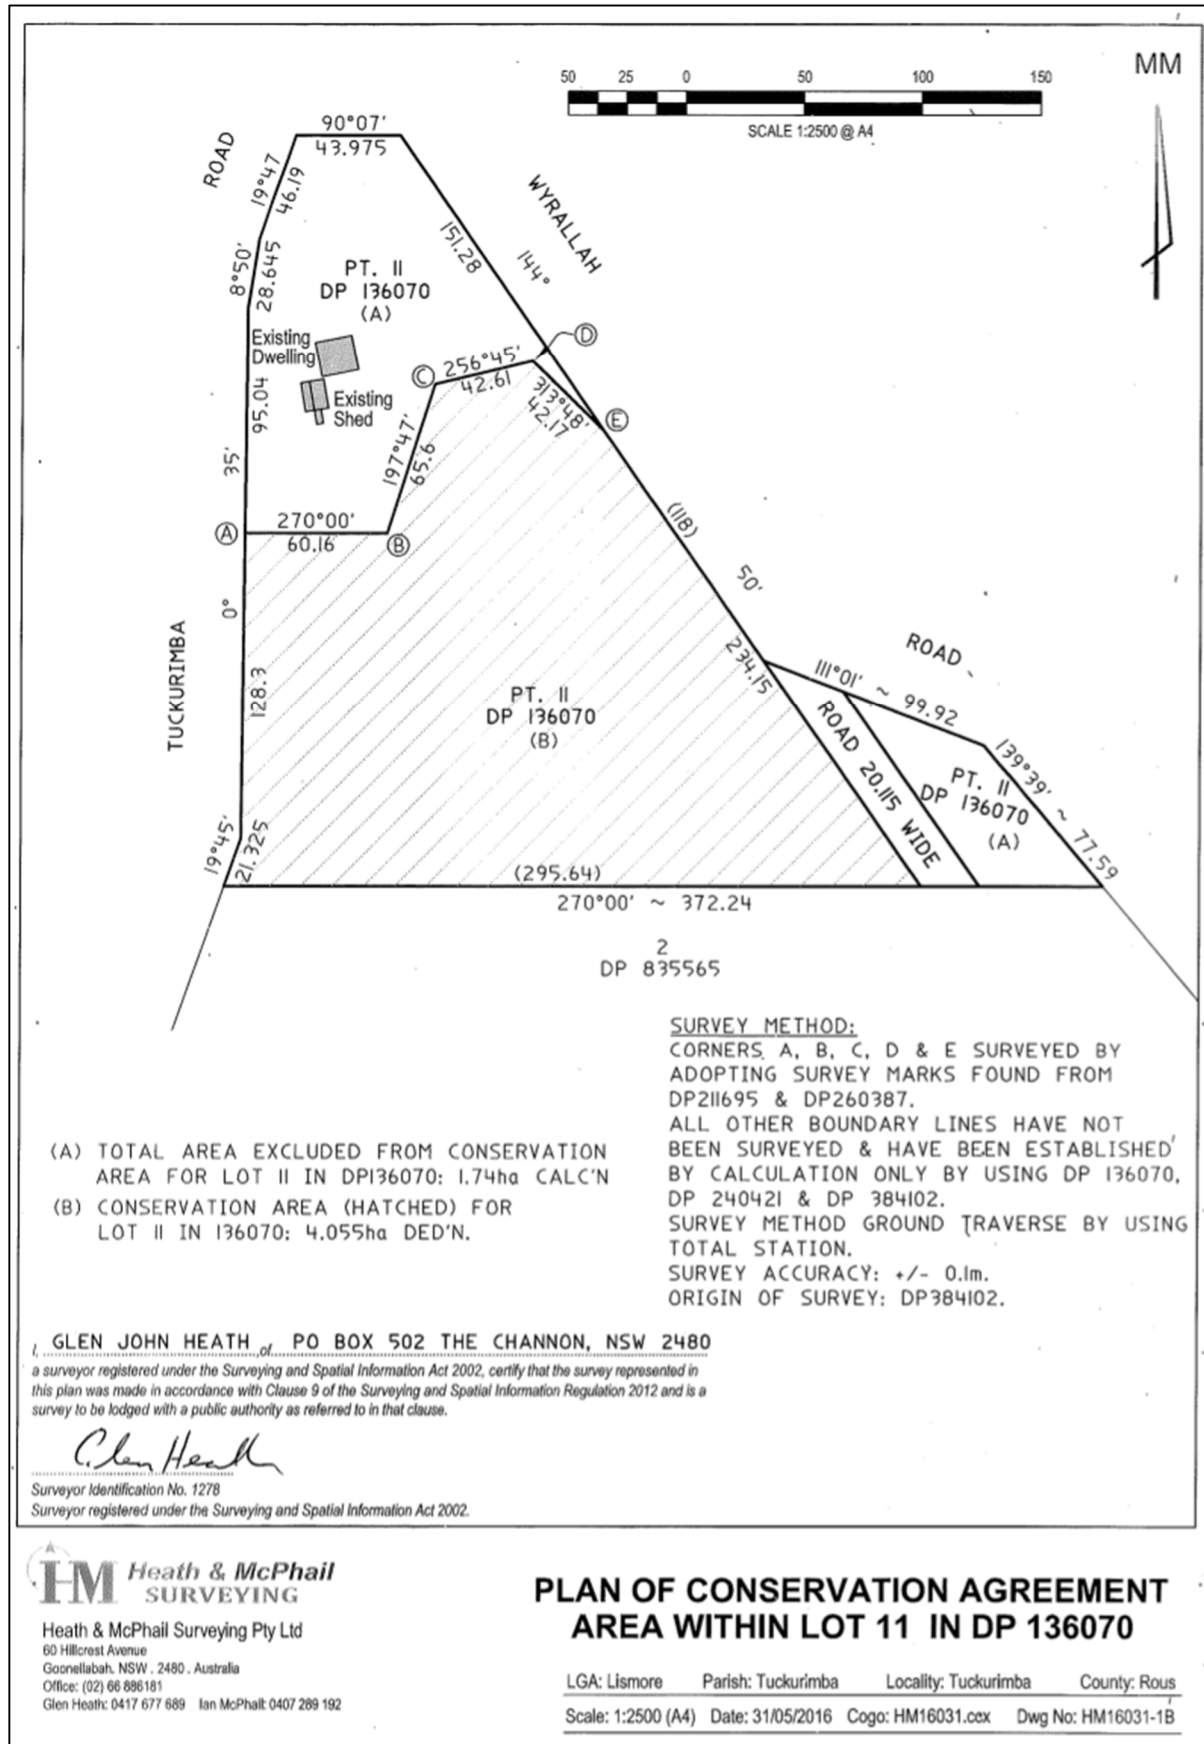 MM
50 25 0 50 100 150
SCALE 1:2500 @ A4
ROAD
90°07'
43.975
19°47
46.19
8°50'
28.645
WYRALLAH
151.28
144°
PT. 11
DP 136070
(A)
Existing
Dwelling
Existing
Shed
95.04
35'
C
256°45'
42.61
D
313°48'
42.17
E
197°47'
65.6
A
270°00'
60.16
B
(118)
50'
0°
TUCKURIMBA
128.3
234.15
PT. 11
DP 136070
(B)
ROAD
111°01' ~ 99.92
ROAD 20.115 WIDE
PT. 11
DP 136070
(A)
139°39' ~ 77.59
19°45'
21.325
(295.64)
270°00' ~ 372.24
2
DP 835565
SURVEY METHOD:
CORNERS A, B, C, D & E SURVEYED BY
ADOPTING SURVEY MARKS FOUND FROM
DP211695 & DP260387.
ALL OTHER BOUNDARY LINES HAVE NOT
BEEN SURVEYED & HAVE BEEN ESTABLISHED
BY CALCULATION ONLY BY USING DP 136070,
DP 240421 & DP 384102.
SURVEY METHOD GROUND TRAVERSE BY USING
TOTAL STATION.
SURVEY ACCURACY: +/- 0.1m.
ORIGIN OF SURVEY: DP384102.
(A) TOTAL AREA EXCLUDED FROM CONSERVATION
AREA FOR LOT 11 IN DP136070: 1.74ha CALC'N
(B) CONSERVATION AREA (HATCHED) FOR
LOT 11 IN 136070: 4.055ha DED'N.
I, GLEN JOHN HEATH of PO BOX 502 THE CHANNON, NSW 2480
a surveyor registered under the Surveying and Spatial Information Act 2002, certify that the survey represented in
this plan was made in accordance with Clause 9 of the Surveying and Spatial Information Regulation 2012 and is a
survey to be lodged with a public authority as referred to in that clause.
Glen Heath
Surveyor Identification No. 1278
Surveyor registered under the Surveying and Spatial Information Act 2002.
HM Heath & McPhail
SURVEYING
Heath & McPhail Surveying Pty Ltd
60 Hillcrest Avenue
Goonellabah. NSW . 2480 . Australia
Office: (02) 66 886181
Glen Heath: 0417 677 689 Ian McPhail: 0407 289 192
PLAN OF CONSERVATION AGREEMENT
AREA WITHIN LOT 11 IN DP 136070
LGA: Lismore Parish: Tuckurimba Locality: Tuckurimba County: Rous
Scale: 1:2500 (A4) Date: 31/05/2016 Cogo: HM16031.cex Dwg No: HM16031-1B